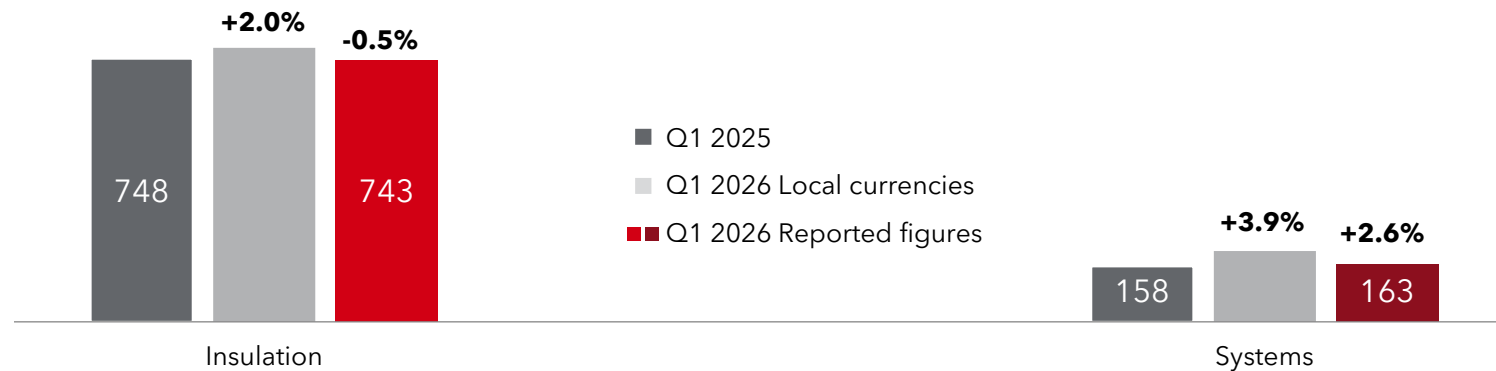 +2.0%
-0.5%
748
743
Insulation
Q1 2025
Q1 2026 Local currencies
Q1 2026 Reported figures
+3.9%
+2.6%
158
163
Systems